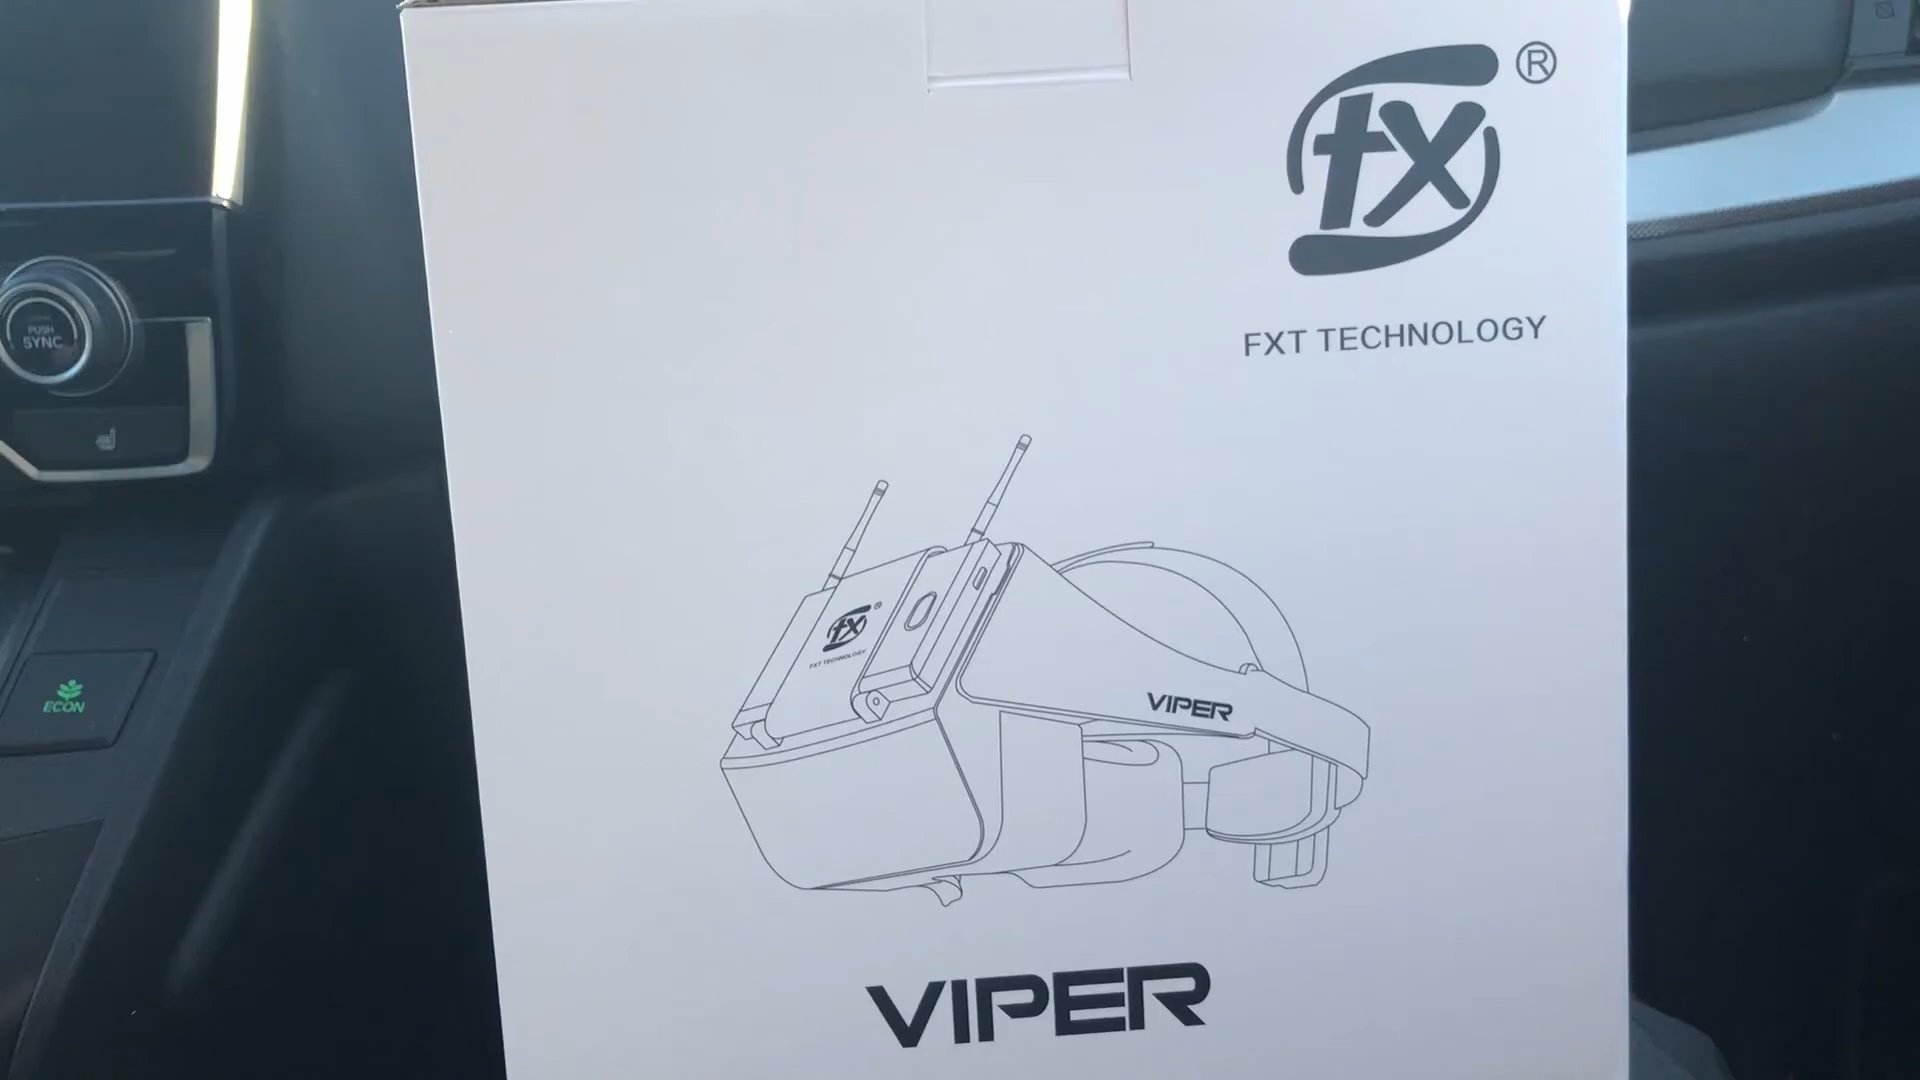 fx ®
FXT TECHNOLOGY
fx ®
FXT TECHNOLOGY
VIPER
VIPER
PUSH
SYNC
ECON